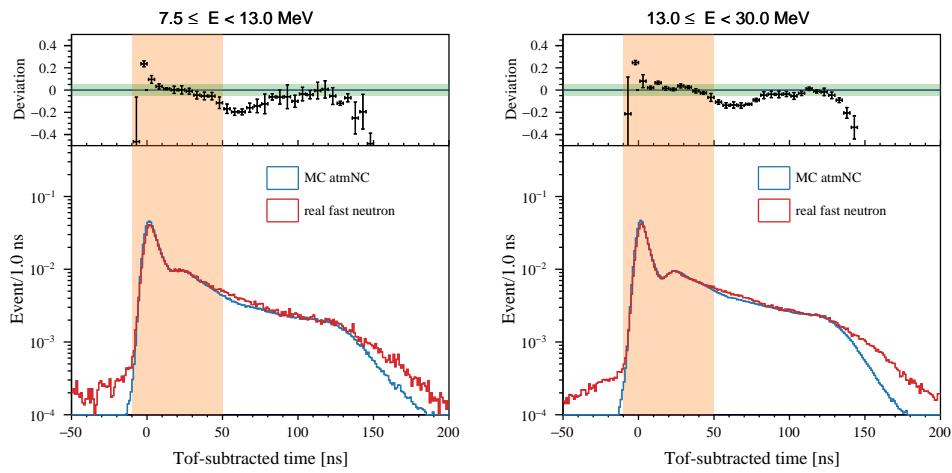 7.5 ≤ E < 13.0 MeV
Deviation
0.4
0.2
0
−0.2
−0.4
Event/1.0 ns
10⁻¹
10⁻²
10⁻³
10⁻⁴
MC atmNC
real fast neutron
−50 0 50 100 150 200
Tof-subtracted time [ns]
13.0 ≤ E < 30.0 MeV
Deviation
0.4
0.2
0
−0.2
−0.4
Event/1.0 ns
10⁻¹
10⁻²
10⁻³
10⁻⁴
MC atmNC
real fast neutron
−50 0 50 100 150 200
Tof-subtracted time [ns]